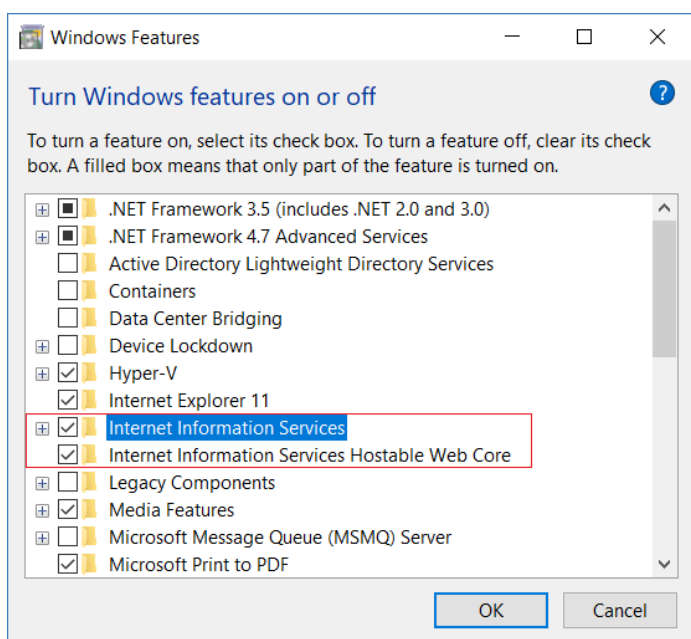 Windows Features
Turn Windows features on or off
?
To turn a feature on, select its check box. To turn a feature off, clear its check
box. A filled box means that only part of the feature is turned on.
.NET Framework 3.5 (includes .NET 2.0 and 3.0)
.NET Framework 4.7 Advanced Services
Active Directory Lightweight Directory Services
Containers
Data Center Bridging
Device Lockdown
Hyper-V
Internet Explorer 11
Internet Information Services
Internet Information Services Hostable Web Core
Legacy Components
Media Features
Microsoft Message Queue (MSMQ) Server
Microsoft Print to PDF
OK
Cancel